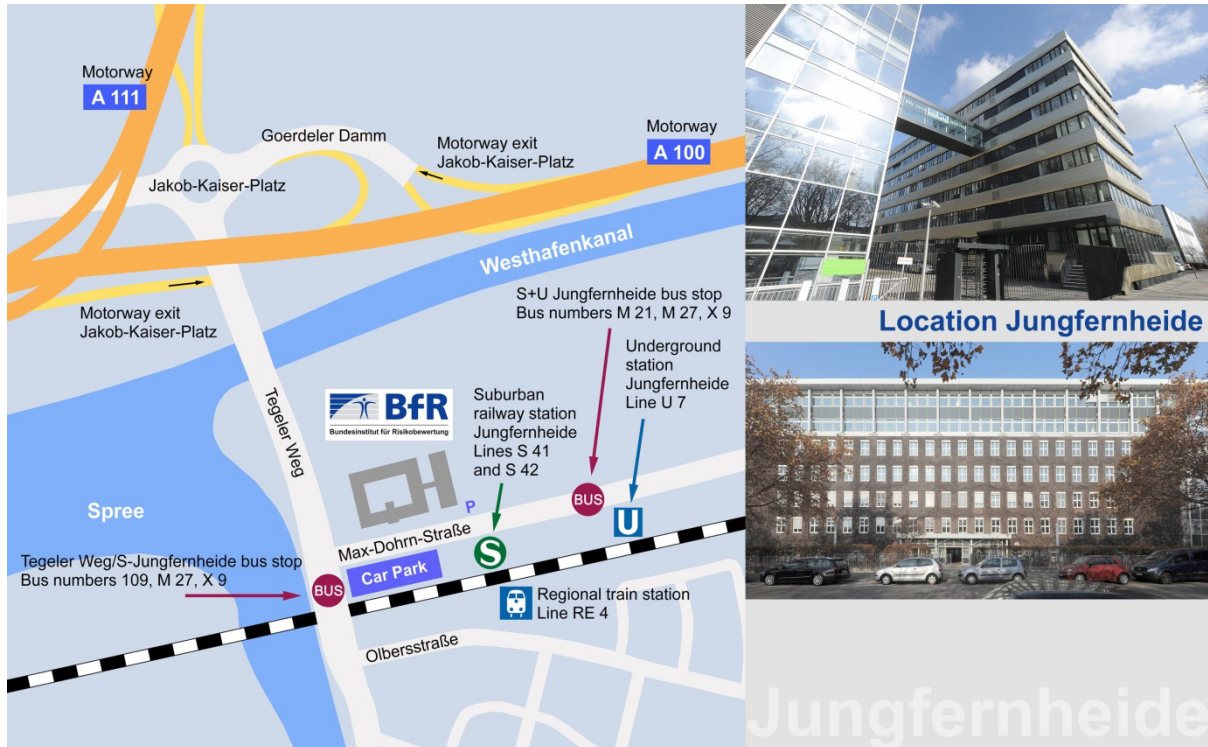 Motorway
A 111
Goerdeler Damm
Motorway exit
Jakob-Kaiser-Platz
Motorway
A 100
Jakob-Kaiser-Platz
Westhafenkanal
Motorway exit
Jakob-Kaiser-Platz
S+U Jungfernheide bus stop
Bus numbers M 21, M 27, X 9
Underground
station
Jungfernheide
Line U 7
Suburban
railway station
Jungfernheide
Lines S 41
and S 42
Tegeler Weg
BfR
Bundesinstitut für Risikobewertung
Spree
P
BUS
U
Max-Dohrn-Straße
S
Car Park
Tegeler Weg/S-Jungfernheide bus stop
Bus numbers 109, M 27, X 9
BUS
Regional train station
Line RE 4
Olbersstraße
Location Jungfernheide
Jungfernheide